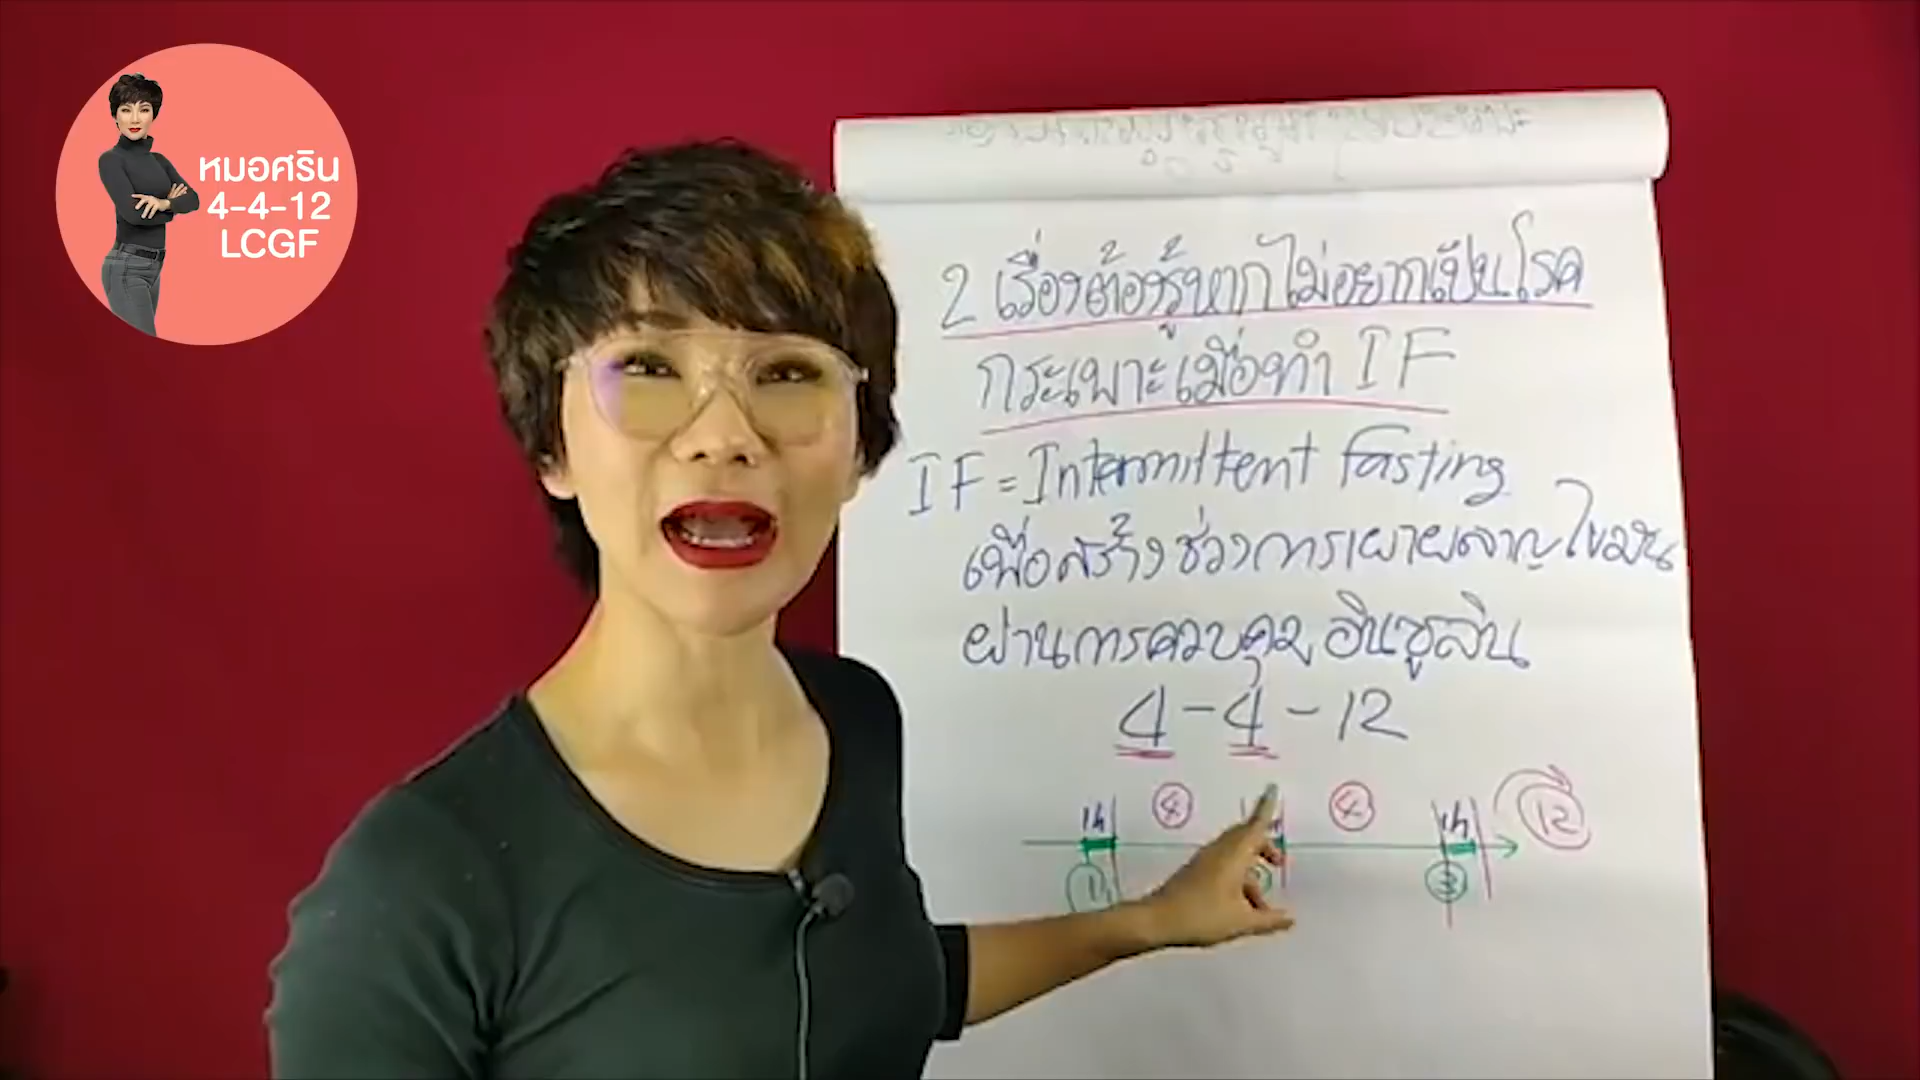 หมอศริน
4-4-12
LCGF
2 เรื่องต้องรู้หากไม่อยากเป็นโรค
กระเพาะเมื่อทำ IF
IF = Intermittent fasting
เพื่อสร้างช่วงการเผาผลาญไขมัน
ผ่านการควบคุมอินซูลิน
4-4-12
1h 4 4 1h 12
1 3